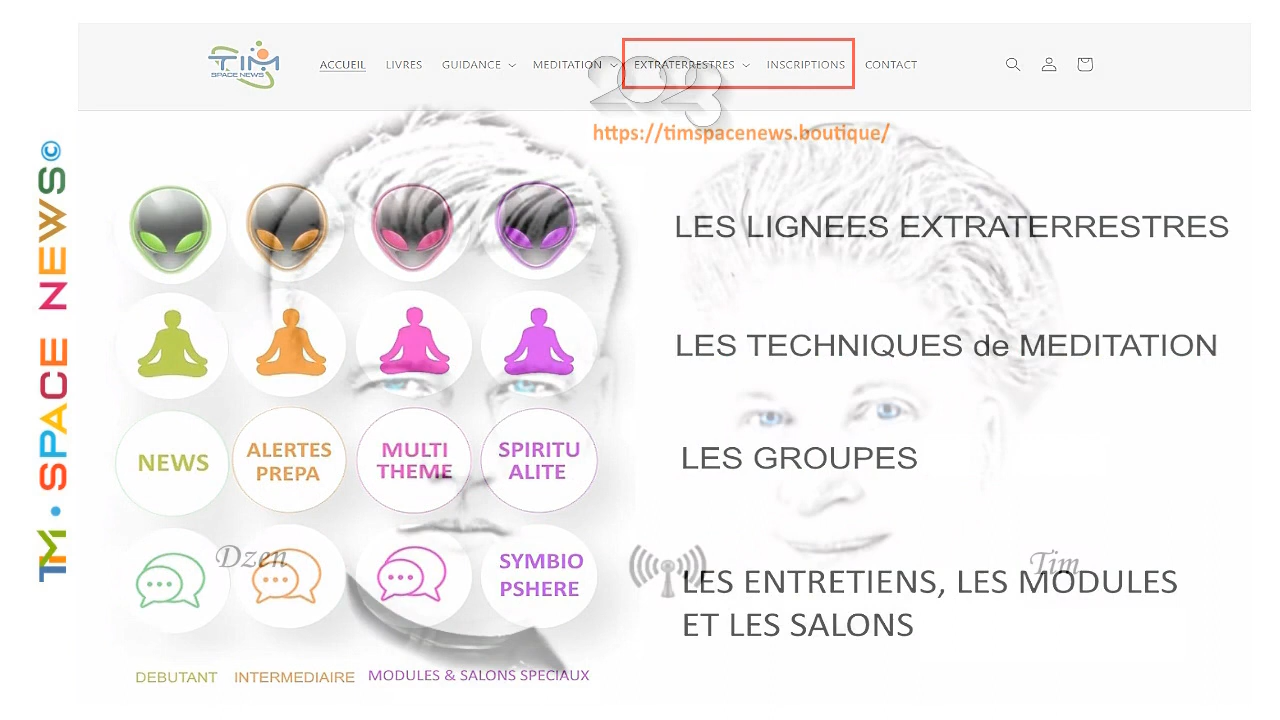 TIM
SPACE NEWS
ACCUEIL
LIVRES
GUIDANCE
MEDITATION
EXTRATERRESTRES
INSCRIPTIONS
CONTACT
2023
https://timspacenews.boutique/
TIM • SPACE NEWS©
LES LIGNEES EXTRATERRESTRES
LES TECHNIQUES de MEDITATION
NEWS
ALERTES
PREPA
MULTI
THEME
SPIRITU
ALITE
LES GROUPES
Dzen
SYMBIO
PSHERE
Tim
LES ENTRETIENS, LES MODULES
ET LES SALONS
DEBUTANT
INTERMEDIAIRE
MODULES & SALONS SPECIAUX